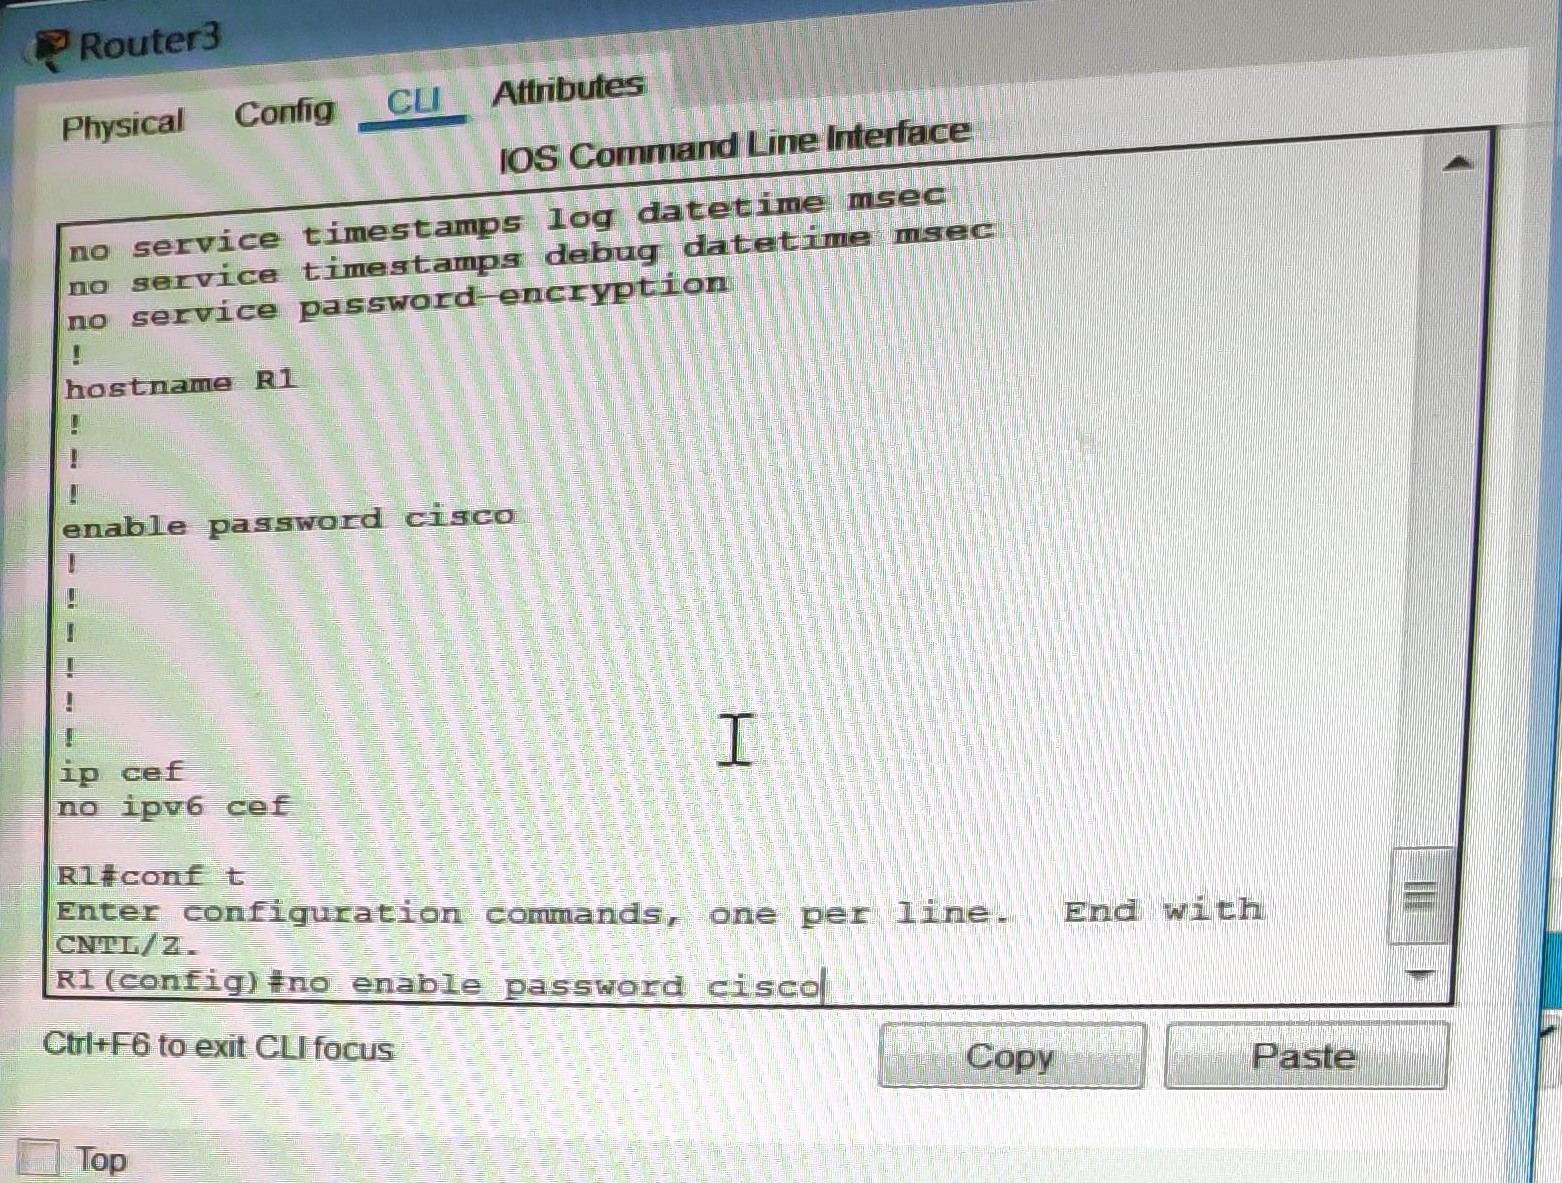 Router3
Physical Config CLI Attributes
IOS Command Line Interface
no service timestamps log datetime msec
no service timestamps debug datetime msec
no service password-encryption
!
hostname R1
!
!
!
enable password cisco
!
!
!
!
!
!
ip cef
no ipv6 cef
R1#conf t
Enter configuration commands, one per line. End with
CNTL/Z.
R1(config)#no enable password cisco
Ctrl+F6 to exit CLI focus
Copy
Paste
Top